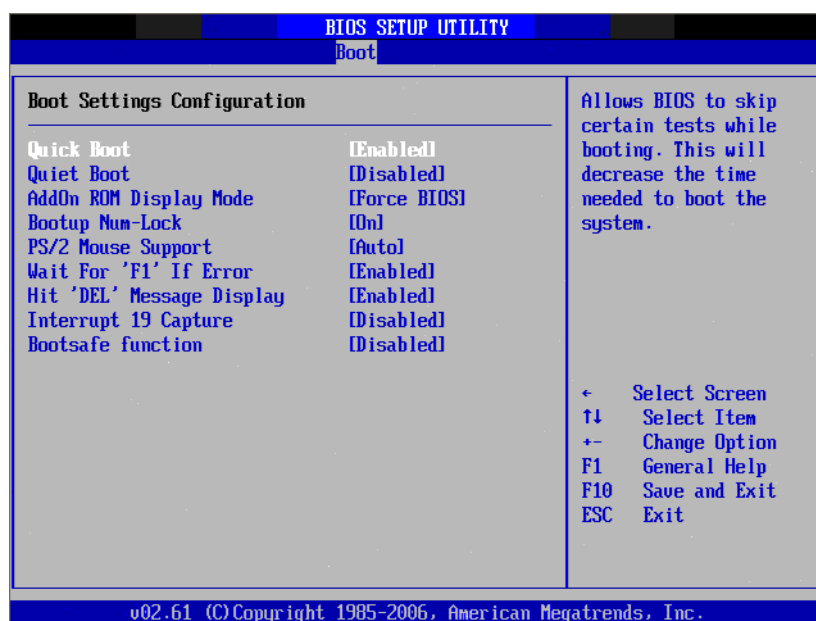 BIOS SETUP UTILITY
Boot
Boot Settings Configuration
Quick Boot [Enabled]
Quiet Boot [Disabled]
AddOn ROM Display Mode [Force BIOS]
Bootup Num-Lock [On]
PS/2 Mouse Support [Auto]
Wait For 'F1' If Error [Enabled]
Hit 'DEL' Message Display [Enabled]
Interrupt 19 Capture [Disabled]
Bootsafe function [Disabled]
Allows BIOS to skip
certain tests while
booting. This will
decrease the time
needed to boot the
system.
← Select Screen
↑↓ Select Item
+- Change Option
F1 General Help
F10 Save and Exit
ESC Exit
v02.61 (C)Copyright 1985-2006, American Megatrends, Inc.